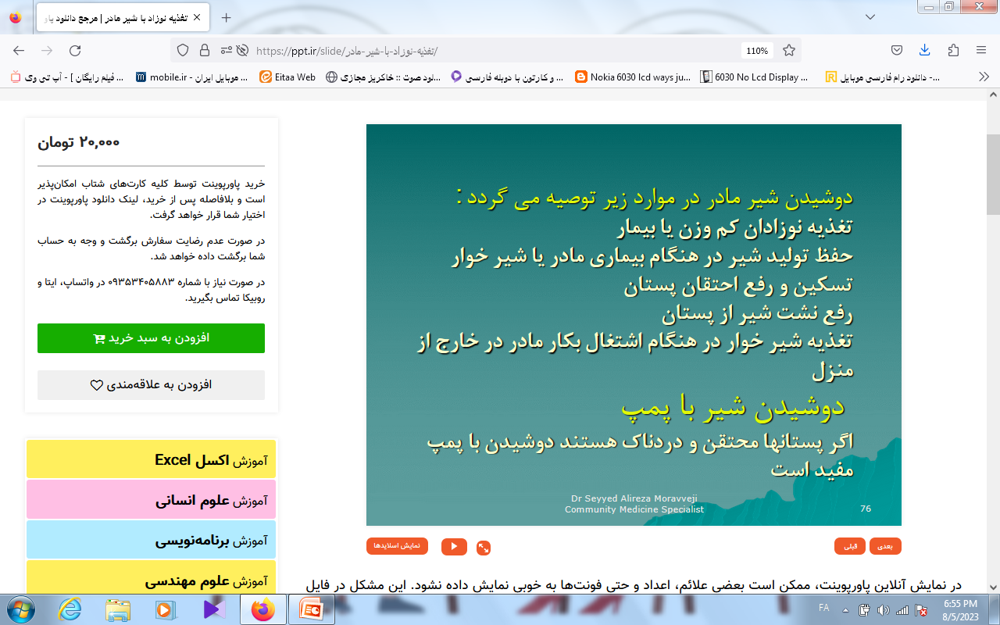 تغذیه نوزاد با شیر مادر | مرجع دانلود پاو
https://ppt.ir/slide/تغذیه-نوزاد-با-شیر-مادر/
110%
فیلم رایگان ] - آپ تی وی ...
موبایل ایران - mobile.ir ...
Eitaa Web
لود صوت :: خاکریز مجازی...
و کارتون با دوبله فارسی ...
Nokia 6030 lcd ways ju...
6030 No Lcd Display ...
- دانلود رام فارسی موبایل ...
۲۰,۰۰۰ تومان
خرید پاورپوینت توسط کلیه کارت‌های شتاب امکان‌پذیر
است و بلافاصله پس از خرید، لینک دانلود پاورپوینت در
اختیار شما قرار خواهد گرفت.
در صورت عدم رضایت سفارش برگشت و وجه به حساب
شما برگشت داده خواهد شد.
در صورت نیاز با شماره ۰۹۳۵۳۴۰۵۸۸۳ در واتساپ، ایتا و
روبیکا تماس بگیرید.
افزودن به سبد خرید
افزودن به علاقه‌مندی
آموزش اکسل Excel
آموزش علوم انسانی
آموزش برنامه‌نویسی
آموزش علوم مهندسی
دوشیدن شیر مادر در موارد زیر توصیه می گردد :
تغذیه نوزادان کم وزن یا بیمار
حفظ تولید شیر در هنگام بیماری مادر یا شیر خوار
تسکین و رفع احتقان پستان
رفع نشت شیر از پستان
تغذیه شیر خوار در هنگام اشتغال بکار مادر در خارج از
منزل
دوشیدن شیر با پمپ
اگر پستانها محتقن و دردناک هستند دوشیدن با پمپ
مفید است
Dr Seyyed Alireza Moravveji
Community Medicine Specialist
76
نمایش اسلایدها
قبلی
بعدی
در نمایش آنلاین پاورپوینت، ممکن است بعضی علائم، اعداد و حتی فونت‌ها به خوبی نمایش داده نشود. این مشکل در فایل
FA
6:55 PM
8/5/2023